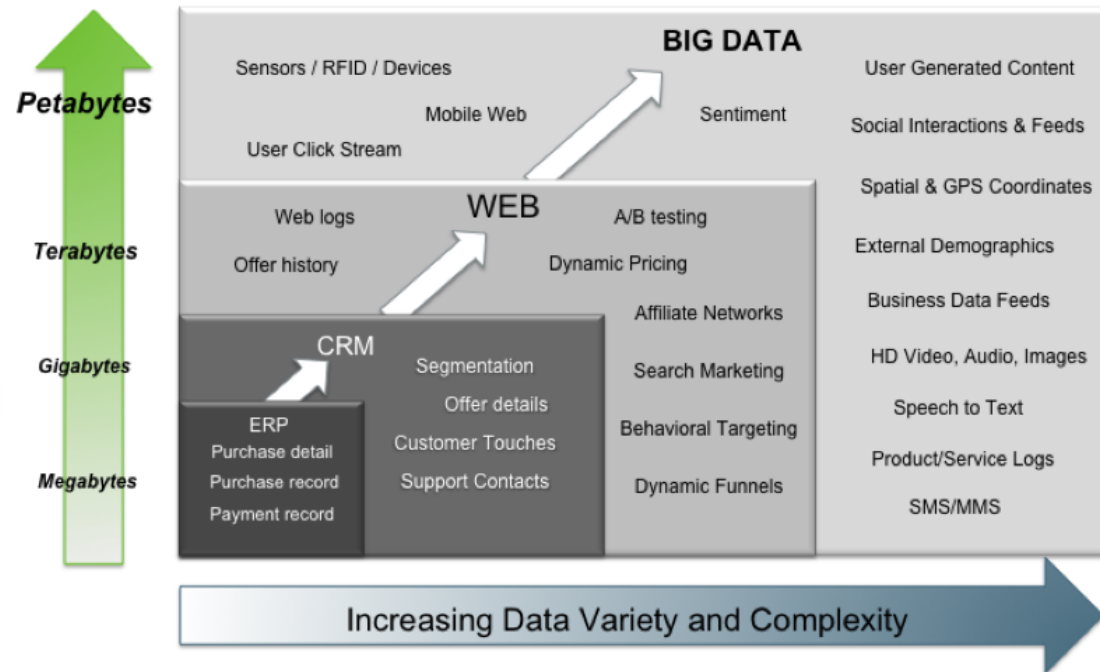 BIG DATA
Sensors / RFID / Devices
User Generated Content
Petabytes
Mobile Web
Sentiment
Social Interactions & Feeds
User Click Stream
Spatial & GPS Coordinates
WEB
Web logs
A/B testing
Terabytes
External Demographics
Offer history
Dynamic Pricing
Business Data Feeds
Affiliate Networks
CRM
HD Video, Audio, Images
Gigabytes
Segmentation
Search Marketing
Offer details
Speech to Text
ERP
Customer Touches
Behavioral Targeting
Purchase detail
Product/Service Logs
Megabytes
Purchase record
Support Contacts
Dynamic Funnels
SMS/MMS
Payment record
Increasing Data Variety and Complexity